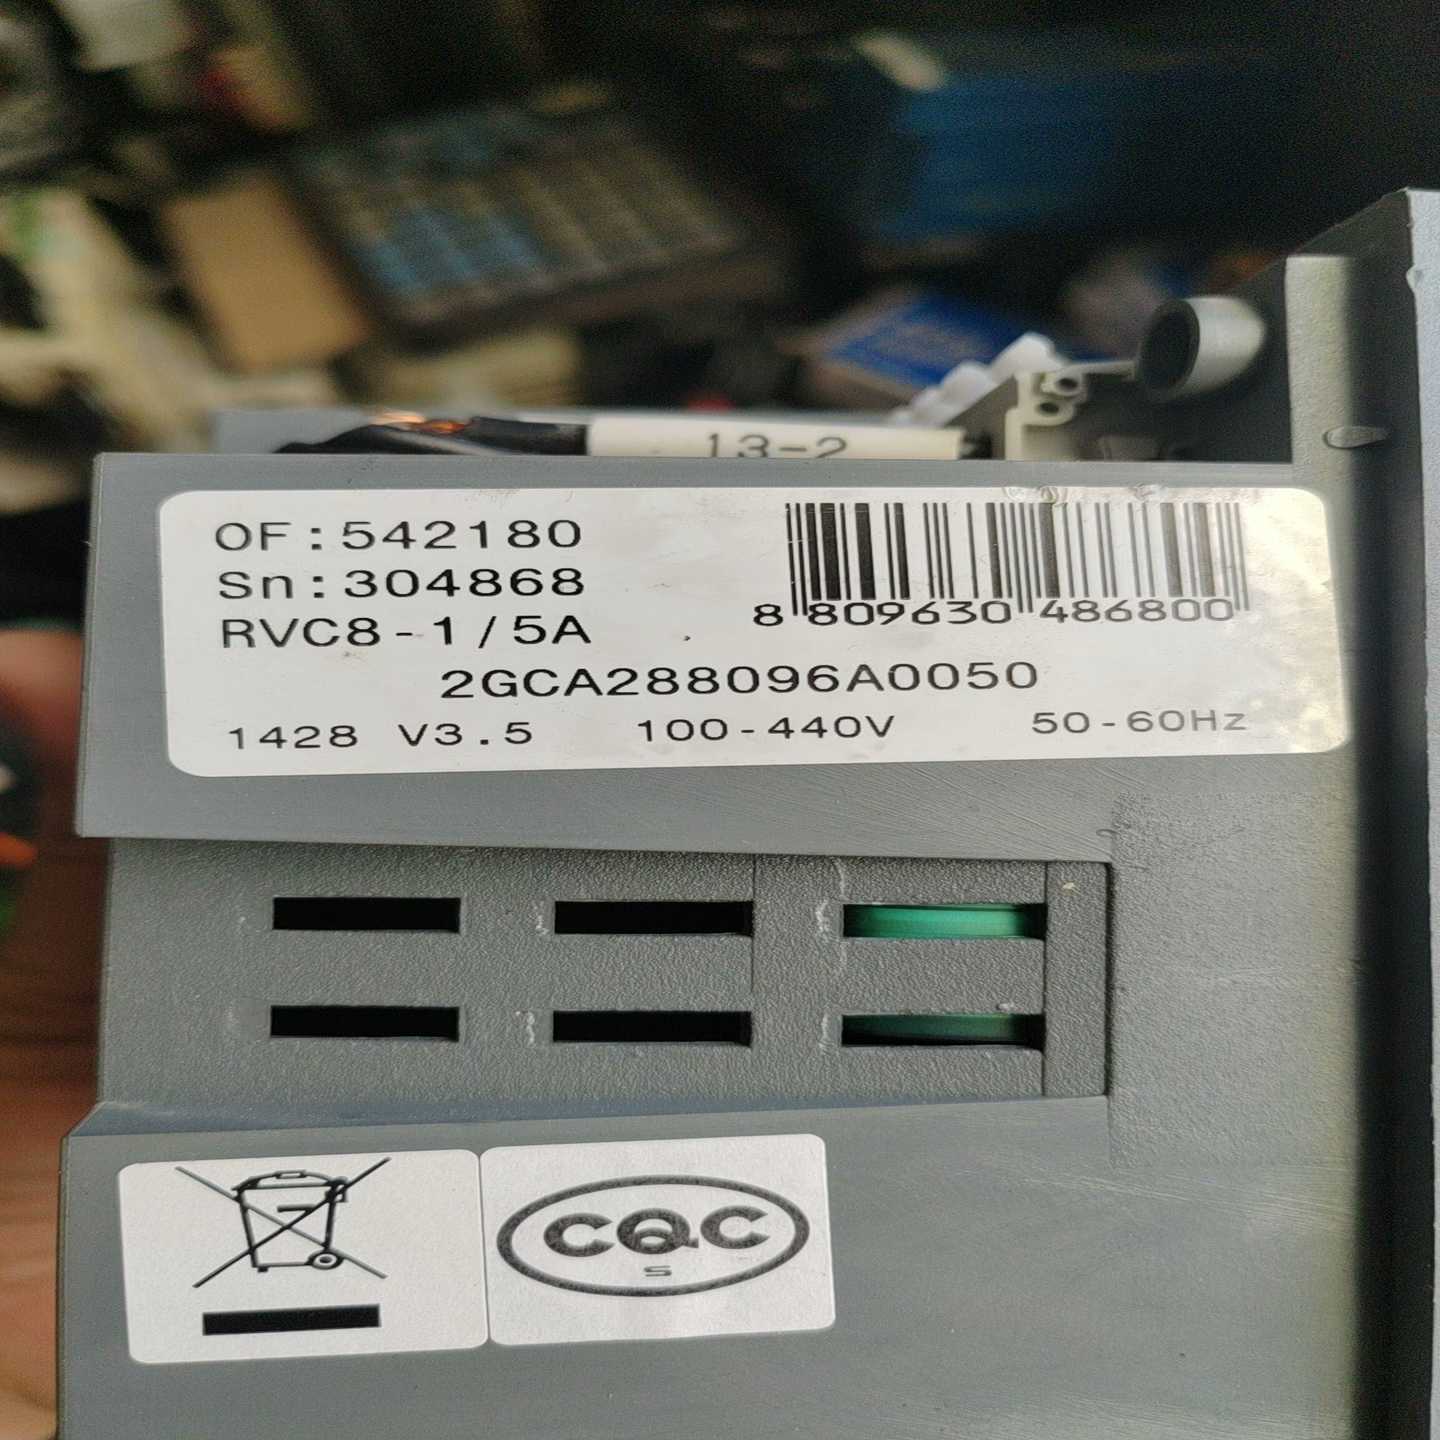 13-2
OF:542180
Sn:304868
RVC8-1/5A
8 809630 486800
2GCA288096A0050
1428 V3.5 100-440V 50-60Hz
CQC
S